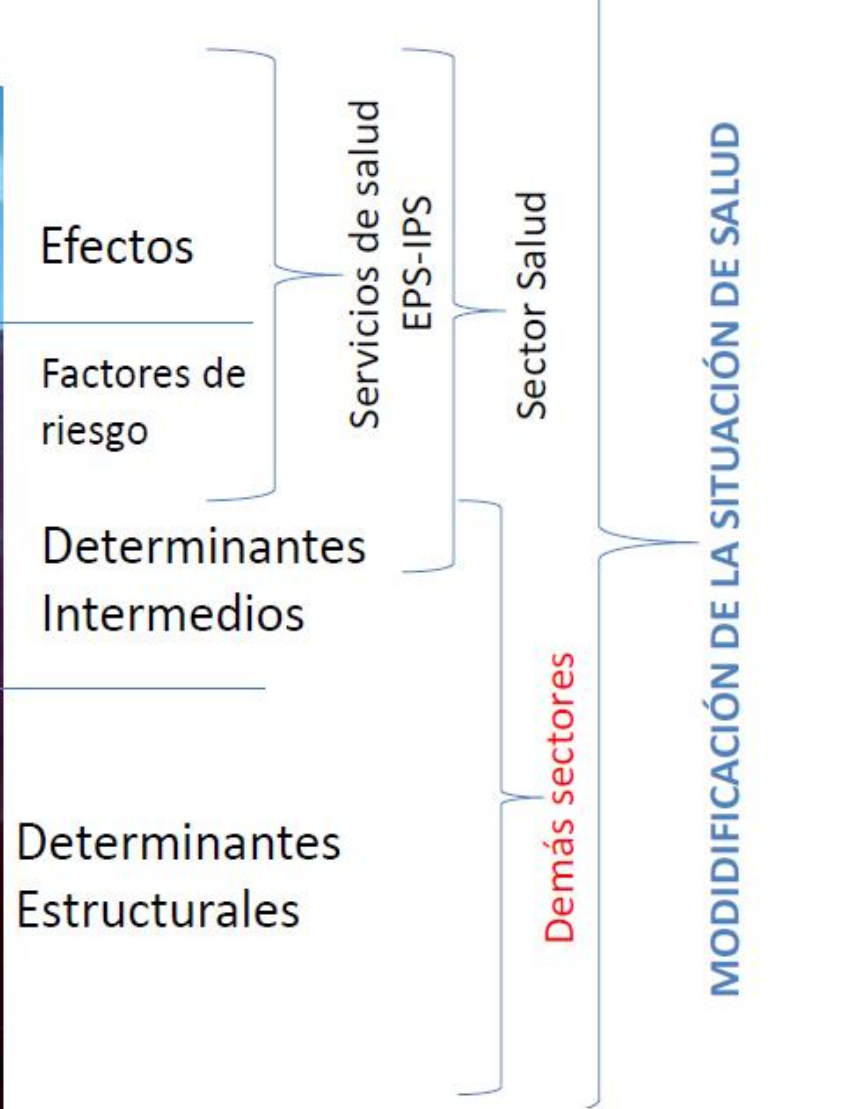 Efectos
Factores de
riesgo
Determinantes
Intermedios
Determinantes
Estructurales
Servicios de salud
EPS-IPS
Sector Salud
Demás sectores
MODIDIFICACIÓN DE LA SITUACIÓN DE SALUD